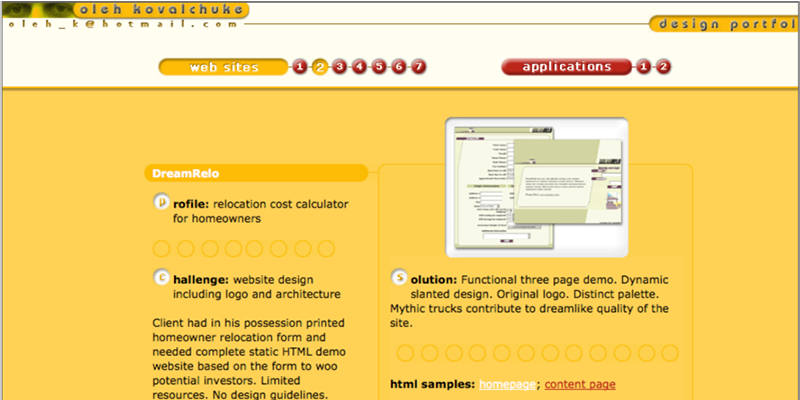 oleh kovalchuke
oleh_k@hotmail.com
design portfol
web sites 1 2 3 4 5 6 7
applications 1 2
DreamRelo
Profile: relocation cost calculator
for homeowners
Challenge: website design
including logo and architecture
Client had in his possession printed
homeowner relocation form and
needed complete static HTML demo
website based on the form to woo
potential investors. Limited
resources. No design guidelines.
Solution: Functional three page demo. Dynamic
slanted design. Original logo. Distinct palette.
Mythic trucks contribute to dreamlike quality of the
site.
html samples: homepage; content page